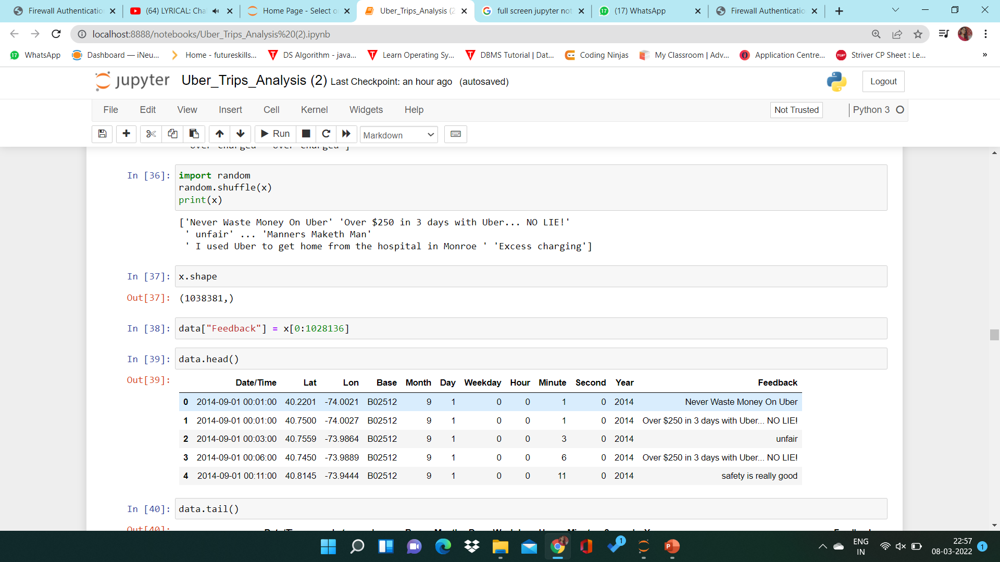 Firewall Authenticatio
(64) LYRICAL: Cha
Home Page - Select o
Uber_Trips_Analysis (2
full screen jupyter not
(17) WhatsApp
Firewall Authenticatio
localhost:8888/notebooks/Uber_Trips_Analysis%20(2).ipynb
17 WhatsApp
Dashboard — iNeu...
Home - futureskills...
DS Algorithm - java...
Learn Operating Sy...
DBMS Tutorial | Dat...
Coding Ninjas
My Classroom | Adv...
Application Centre...
TUF Striver CP Sheet : Le...
»
jupyter Uber_Trips_Analysis (2) Last Checkpoint: an hour ago (autosaved)
Logout
File Edit View Insert Cell Kernel Widgets Help
Not Trusted
Python 3
Run
Markdown
'Over charged' 'Over charged']
In [36]: import random
random.shuffle(x)
print(x)
['Never Waste Money On Uber' 'Over $250 in 3 days with Uber... NO LIE!'
' unfair' ... 'Manners Maketh Man'
' I used Uber to get home from the hospital in Monroe ' 'Excess charging']
In [37]: x.shape
Out[37]: (1038381,)
In [38]: data["Feedback"] = x[0:1028136]
In [39]: data.head()
Out[39]:
Date/Time Lat Lon Base Month Day Weekday Hour Minute Second Year Feedback
0 2014-09-01 00:01:00 40.2201 -74.0021 B02512 9 1 0 0 1 0 2014 Never Waste Money On Uber
1 2014-09-01 00:01:00 40.7500 -74.0027 B02512 9 1 0 0 1 0 2014 Over $250 in 3 days with Uber... NO LIE!
2 2014-09-01 00:03:00 40.7559 -73.9864 B02512 9 1 0 0 3 0 2014 unfair
3 2014-09-01 00:06:00 40.7450 -73.9889 B02512 9 1 0 0 6 0 2014 Over $250 in 3 days with Uber... NO LIE!
4 2014-09-01 00:11:00 40.8145 -73.9444 B02512 9 1 0 0 11 0 2014 safety is really good
In [40]: data.tail()
Out[40]:
1
ENG
IN
22:57
08-03-2022
1